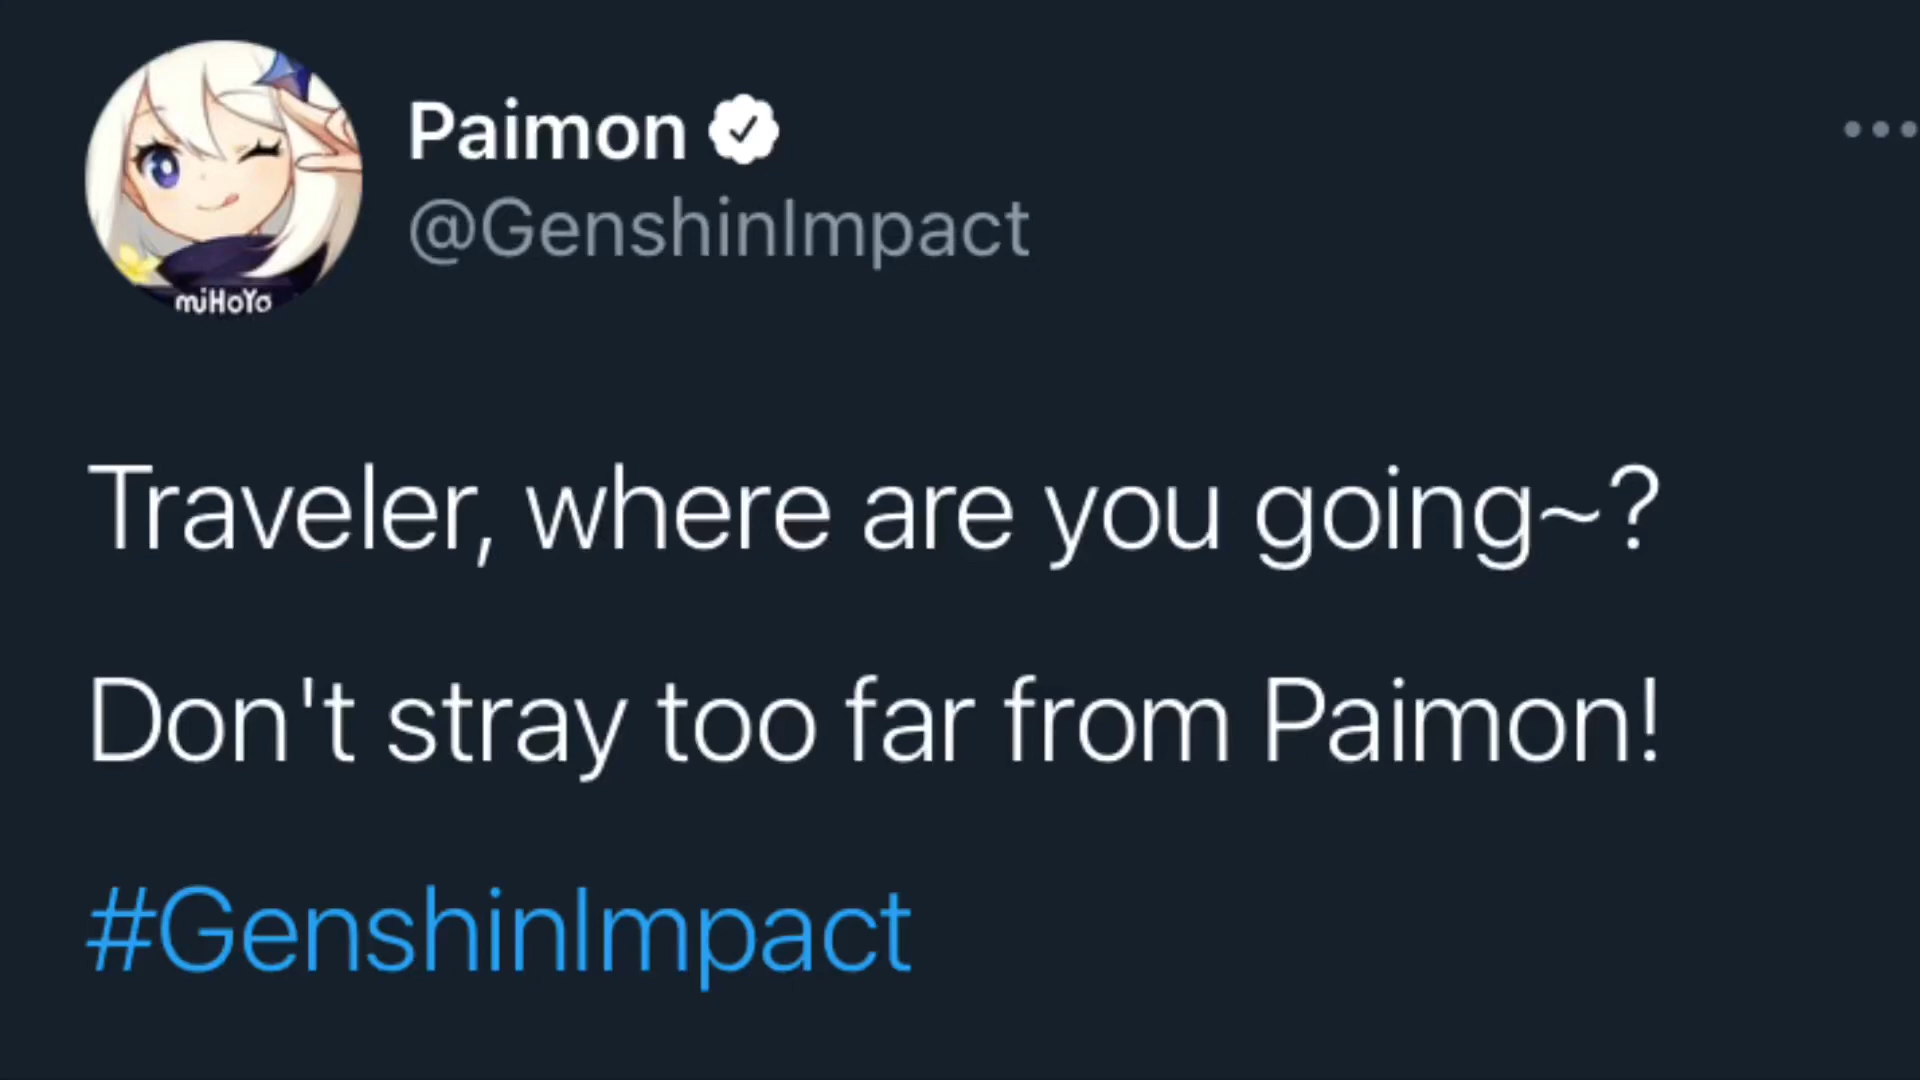 Paimon
@GenshinImpact
miHoYo
Traveler, where are you going~?
Don't stray too far from Paimon!
#GenshinImpact